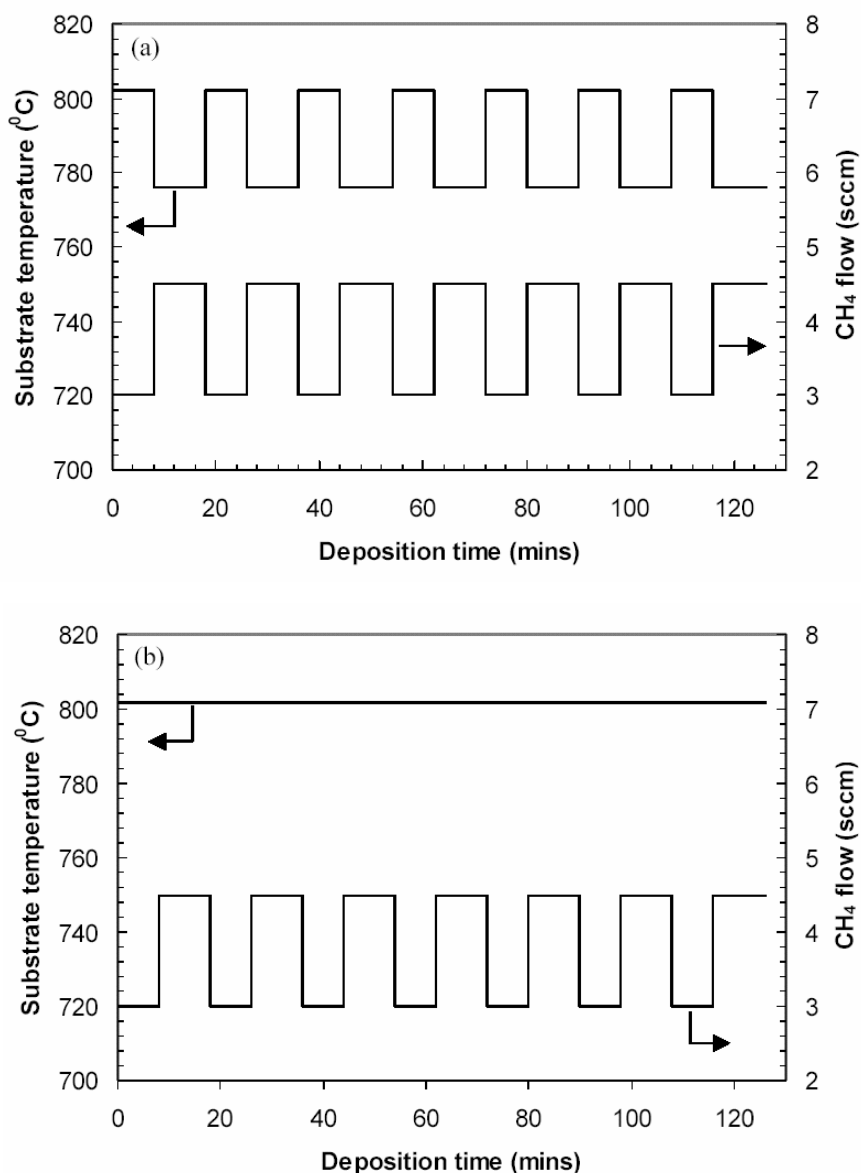 (a)
820
800
780
760
740
720
700
Substrate temperature (⁰C)
8
7
6
5
4
3
2
CH₄ flow (sccm)
0 20 40 60 80 100 120
Deposition time (mins)
(b)
820
800
780
760
740
720
700
Substrate temperature (⁰C)
8
7
6
5
4
3
2
CH₄ flow (sccm)
0 20 40 60 80 100 120
Deposition time (mins)